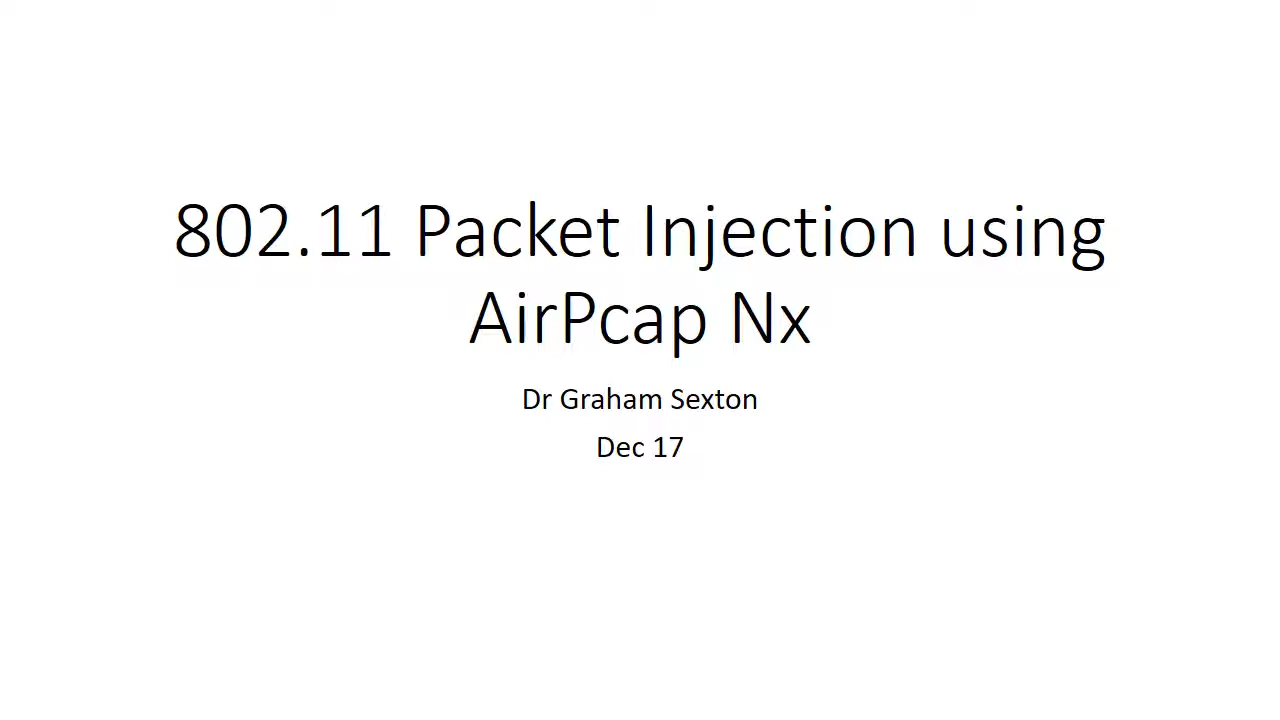 802.11 Packet Injection using
AirPcap Nx
Dr Graham Sexton
Dec 17